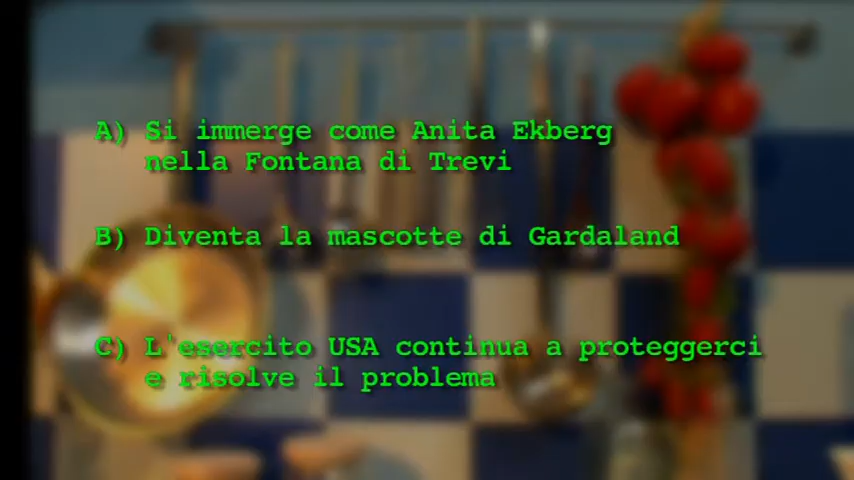 A) Si immerge come Anita Ekberg
nella Fontana di Trevi
B) Diventa la mascotte di Gardaland
C) L'esercito USA continua a proteggerci
e risolve il problema